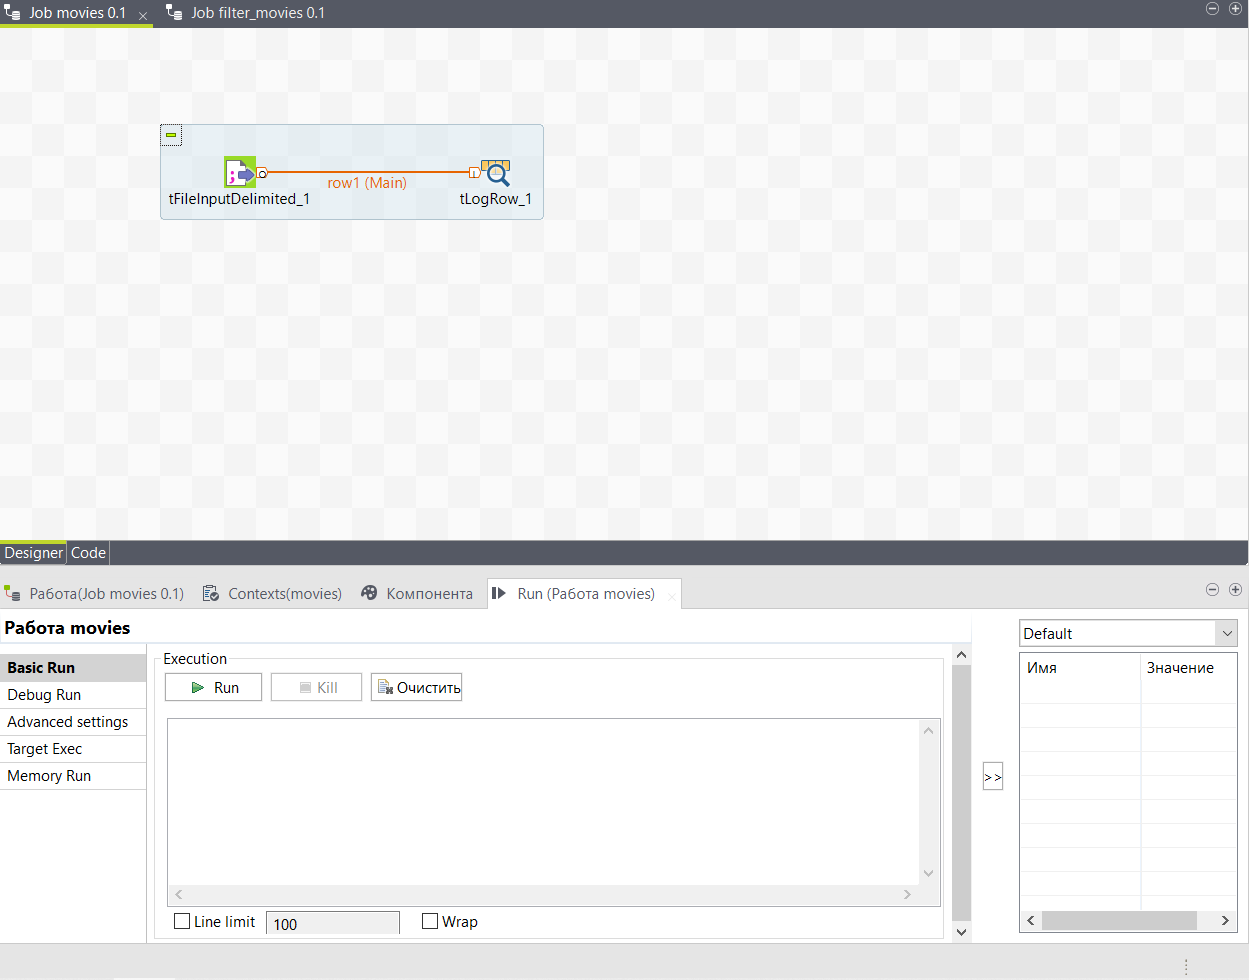 Job movies 0.1
Job filter_movies 0.1
row1 (Main)
tFileInputDelimited_1
tLogRow_1
Designer
Code
Работа(Job movies 0.1)
Contexts(movies)
Компонента
Run (Работа movies)
Работа movies
Default
Basic Run
Debug Run
Advanced settings
Target Exec
Memory Run
Execution
Run
Kill
Очистить
Line limit
100
Wrap
>>
Имя
Значение